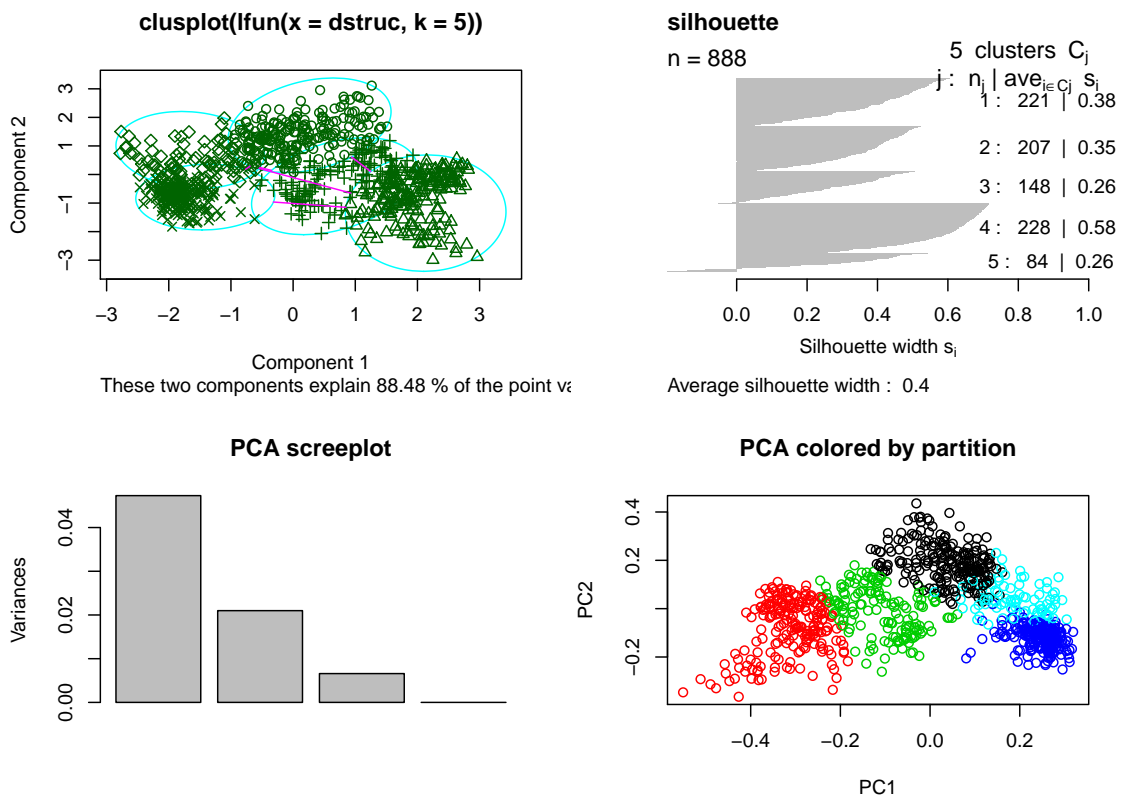 clusplot(lfun(x = dstruc, k = 5))
Component 2
3
2
1
−1
−3
−3 −2 −1 0 1 2 3
Component 1
These two components explain 88.48 % of the point va
silhouette
n = 888
5 clusters Cj
j : nj | avei∈Cj si
1 : 221 | 0.38
2 : 207 | 0.35
3 : 148 | 0.26
4 : 228 | 0.58
5 : 84 | 0.26
0.0 0.2 0.4 0.6 0.8 1.0
Silhouette width si
Average silhouette width : 0.4
PCA screeplot
Variances
0.04
0.02
0.00
PCA colored by partition
PC2
0.4
0.2
−0.2
−0.4 −0.2 0.0 0.2
PC1